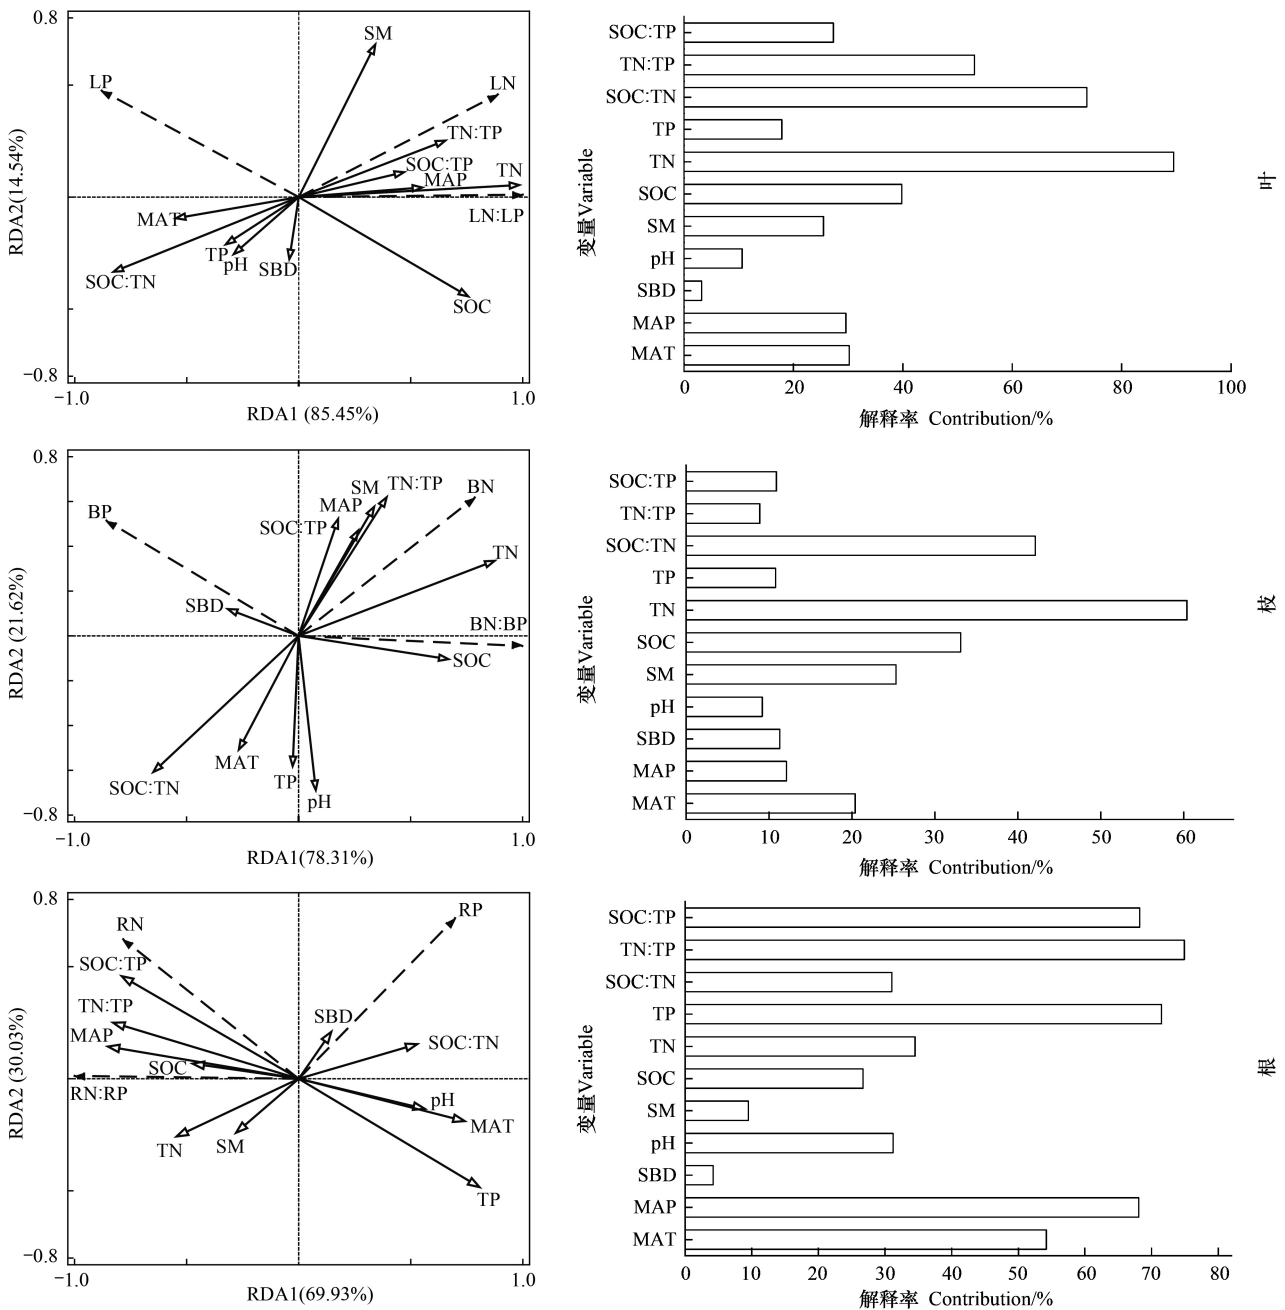 0.8
SM
LP
LN
TN:TP
SOC:TP
MAP
TN
LN:LP
MAT
TP
pH
SBD
SOC:TN
SOC
−0.8
−1.0
1.0
RDA2(14.54%)
RDA1 (85.45%)
SOC:TP
TN:TP
SOC:TN
TP
TN
SOC
SM
pH
SBD
MAP
MAT
0
20
40
60
80
100
变量Variable
解释率 Contribution/%
叶
0.8
BP
SM
TN:TP
BN
MAP
SOC:TP
TN
SBD
BN:BP
SOC
MAT
SOC:TN
TP
pH
−0.8
−1.0
1.0
RDA2 (21.62%)
RDA1(78.31%)
SOC:TP
TN:TP
SOC:TN
TP
TN
SOC
SM
pH
SBD
MAP
MAT
0
10
20
30
40
50
60
变量Variable
解释率 Contribution/%
枝
0.8
RN
RP
SOC:TP
TN:TP
SBD
MAP
SOC:TN
SOC
RN:RP
pH
MAT
TN
SM
TP
−0.8
−1.0
1.0
RDA2 (30.03%)
RDA1(69.93%)
SOC:TP
TN:TP
SOC:TN
TP
TN
SOC
SM
pH
SBD
MAP
MAT
0
10
20
30
40
50
60
70
80
变量Variable
解释率 Contribution/%
根